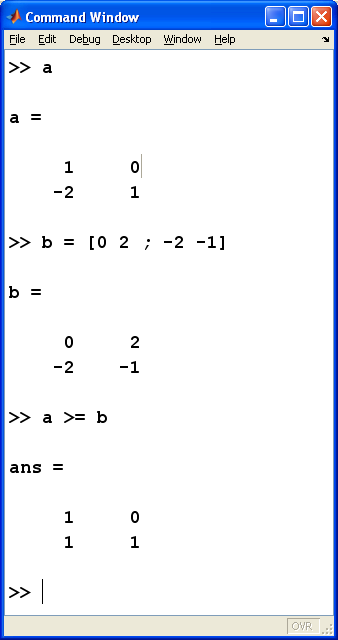 Command Window
File Edit Debug Desktop Window Help
>> a
a =
1 0
-2 1
>> b = [0 2 ; -2 -1]
b =
0 2
-2 -1
>> a >= b
ans =
1 0
1 1
>>
OVR